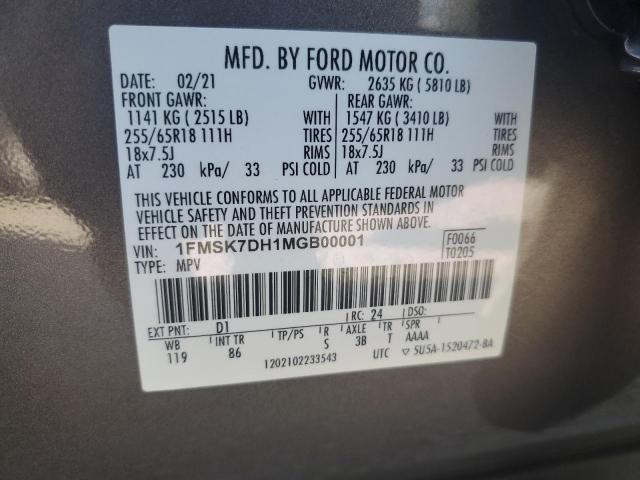 MFD. BY FORD MOTOR CO.
DATE: 02/21 GVWR: 2635 KG ( 5810 LB)
FRONT GAWR: REAR GAWR:
1141 KG ( 2515 LB) 1547 KG ( 3410 LB)
255/65R18 111H TIRES 255/65R18 111H TIRES
18x7.5J RIMS 18x7.5J RIMS
AT 230 kPa/ 33 PSI COLD AT 230 kPa/ 33 PSI COLD
THIS VEHICLE CONFORMS TO ALL APPLICABLE FEDERAL MOTOR
VEHICLE SAFETY AND THEFT PREVENTION STANDARDS IN
EFFECT ON THE DATE OF MANUFACTURE SHOWN ABOVE.
VIN: 1FMSK7DH1MGB00001 F0066
TYPE: MPV T0205
EXT PNT: D1 RC: 24 DSO:
WB INT TR TP/PS R AXLE TR SPR
119 86 S 3B T AAAA
1202102233543 UTC ▽ 5U5A-1520472-BA